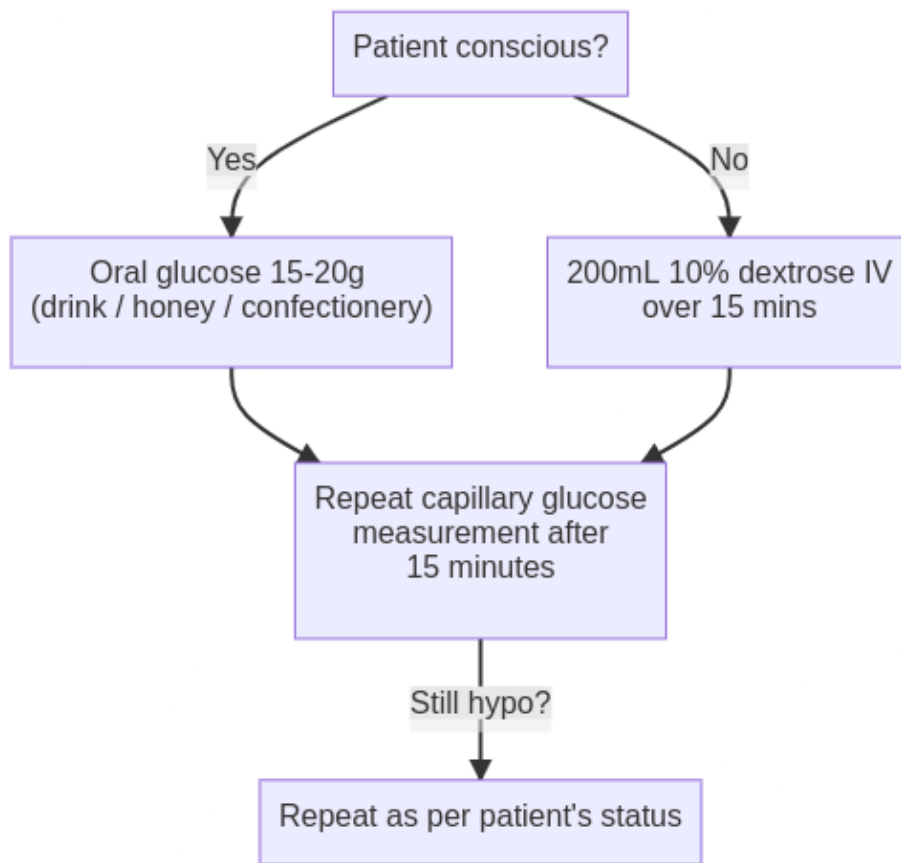 Patient conscious?
Yes
No
Oral glucose 15-20g
(drink / honey / confectionery)
200mL 10% dextrose IV
over 15 mins
Repeat capillary glucose
measurement after
15 minutes
Still hypo?
Repeat as per patient's status